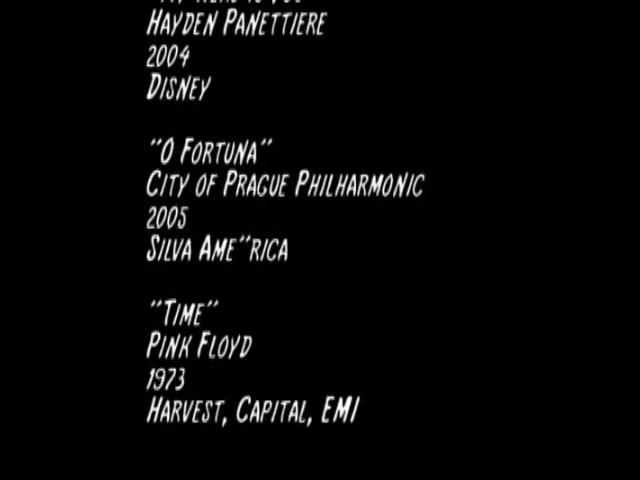 HAYDEN PANETTIERE
2004
DISNEY
"O FORTUNA"
CITY OF PRAGUE PHILHARMONIC
2005
SILVA AME"RICA
"TIME"
PINK FLOYD
1973
HARVEST, CAPITAL, EMI